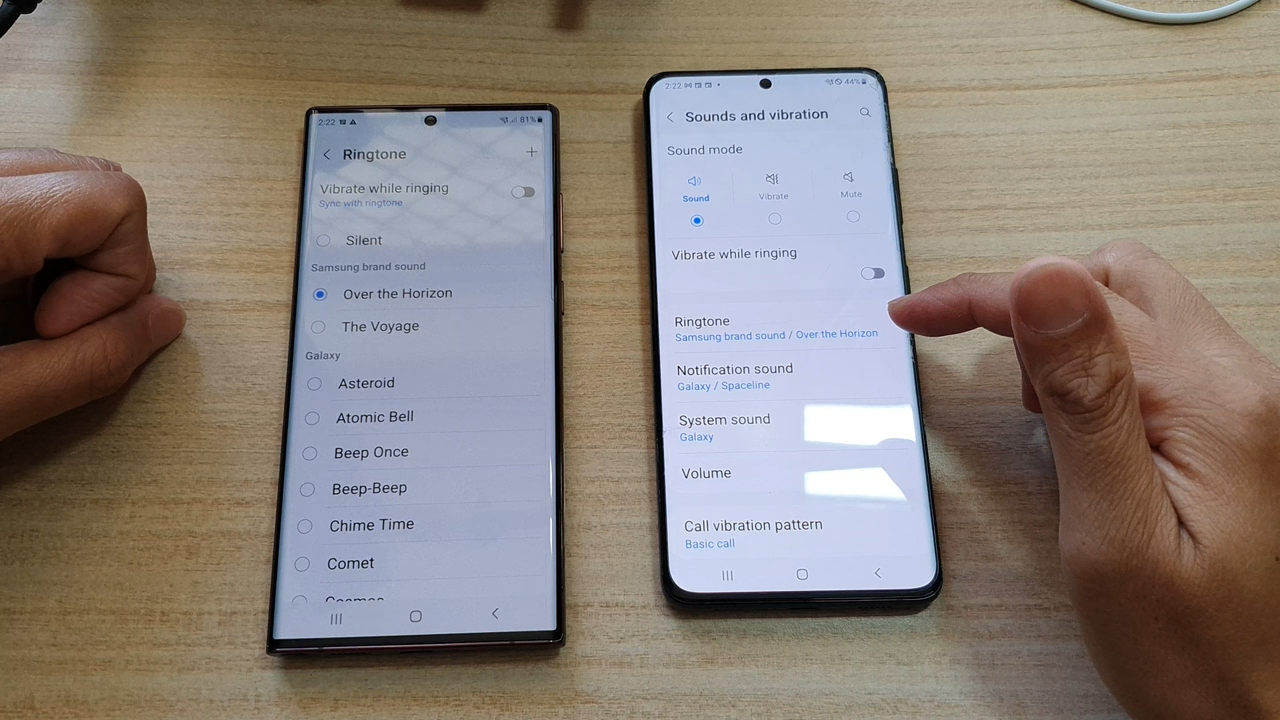 2:22
81%
Ringtone
Vibrate while ringing
Sync with ringtone
Silent
Samsung brand sound
Over the Horizon
The Voyage
Galaxy
Asteroid
Atomic Bell
Beep Once
Beep-Beep
Chime Time
Comet
2:22
44%
Sounds and vibration
Sound mode
Sound
Vibrate
Mute
Vibrate while ringing
Ringtone
Samsung brand sound / Over the Horizon
Notification sound
Galaxy / Spaceline
System sound
Galaxy
Volume
Call vibration pattern
Basic call